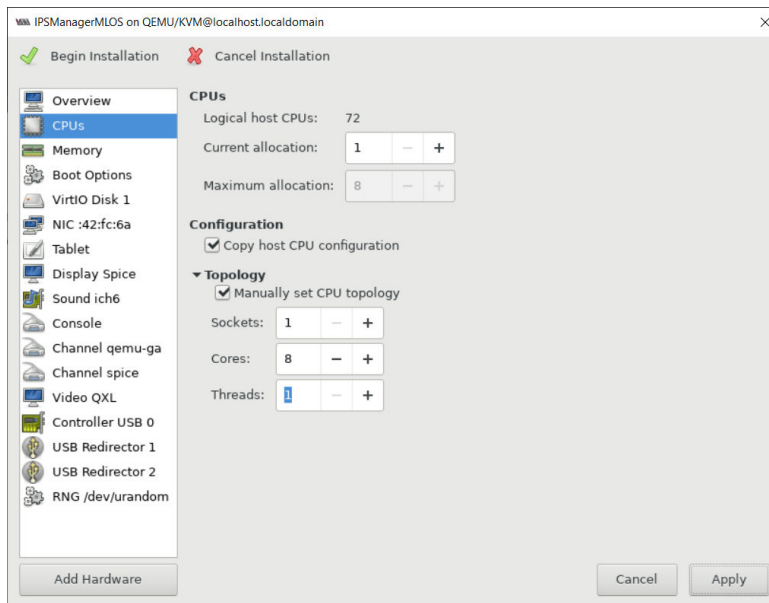 IPSManagerMLOS on QEMU/KVM@localhost.localdomain
Begin Installation
Cancel Installation
Overview
CPUs
Memory
Boot Options
VirtIO Disk 1
NIC :42:fc:6a
Tablet
Display Spice
Sound ich6
Console
Channel qemu-ga
Channel spice
Video QXL
Controller USB 0
USB Redirector 1
USB Redirector 2
RNG /dev/urandom
Add Hardware
CPUs
Logical host CPUs: 72
Current allocation: 1
Maximum allocation: 8
Configuration
Copy host CPU configuration
Topology
Manually set CPU topology
Sockets: 1
Cores: 8
Threads: 1
Cancel
Apply